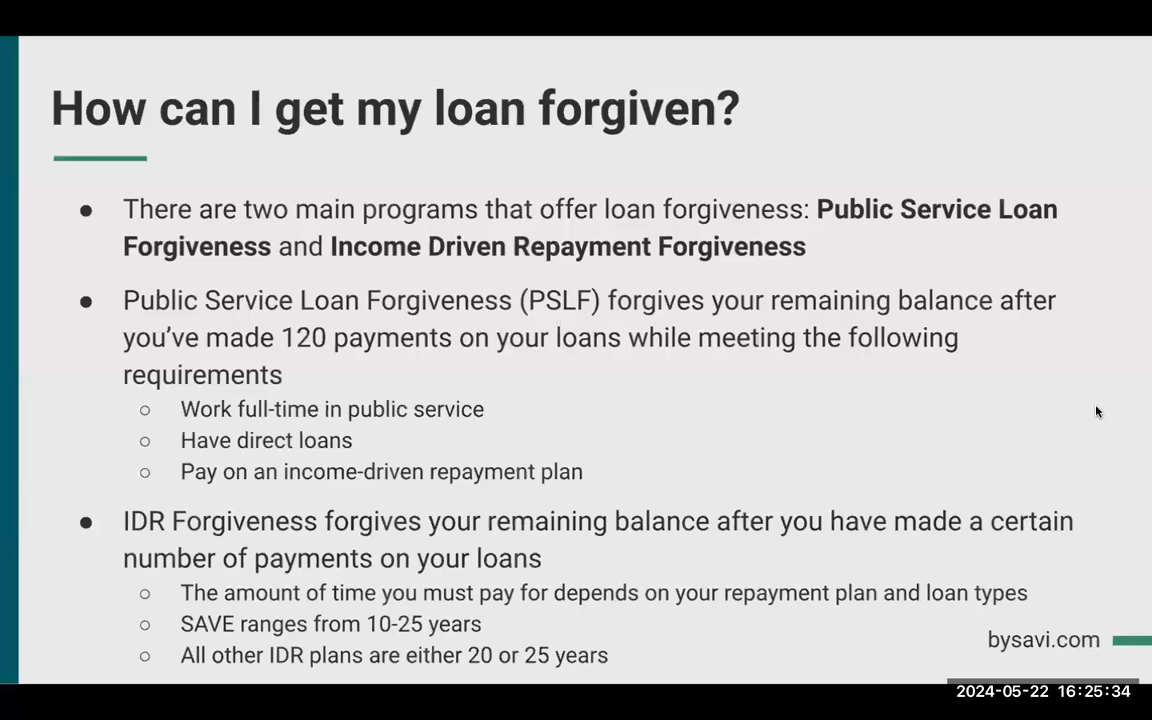 How can I get my loan forgiven?
● There are two main programs that offer loan forgiveness: Public Service Loan
Forgiveness and Income Driven Repayment Forgiveness
● Public Service Loan Forgiveness (PSLF) forgives your remaining balance after
you’ve made 120 payments on your loans while meeting the following
requirements
○ Work full-time in public service
○ Have direct loans
○ Pay on an income-driven repayment plan
● IDR Forgiveness forgives your remaining balance after you have made a certain
number of payments on your loans
○ The amount of time you must pay for depends on your repayment plan and loan types
○ SAVE ranges from 10-25 years
○ All other IDR plans are either 20 or 25 years
bysavi.com
2024-05-22 16:25:34